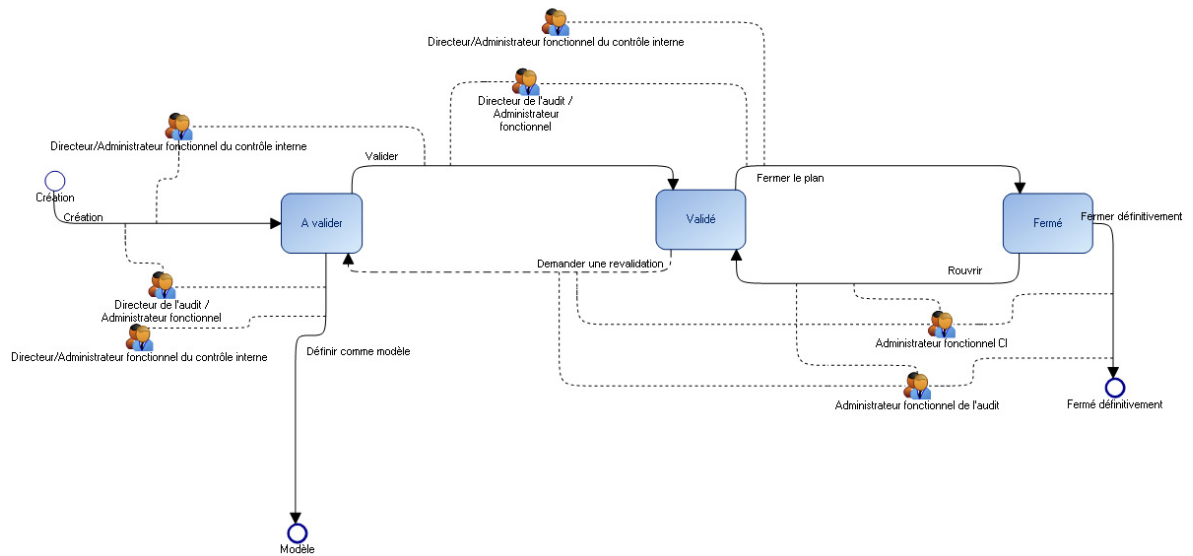 Directeur/Administrateur fonctionnel du contrôle interne
Directeur de l'audit /
Administrateur
fonctionnel
Directeur/Administrateur fonctionnel du contrôle interne
Valider
Fermer le plan
Création
Création
A valider
Validé
Fermé
Fermer définitivement
Demander une revalidation
Rouvrir
Directeur de l'audit /
Administrateur fonctionnel
Directeur/Administrateur fonctionnel du contrôle interne
Définir comme modèle
Administrateur fonctionnel CI
Administrateur fonctionnel de l'audit
Fermé définitivement
Modèle